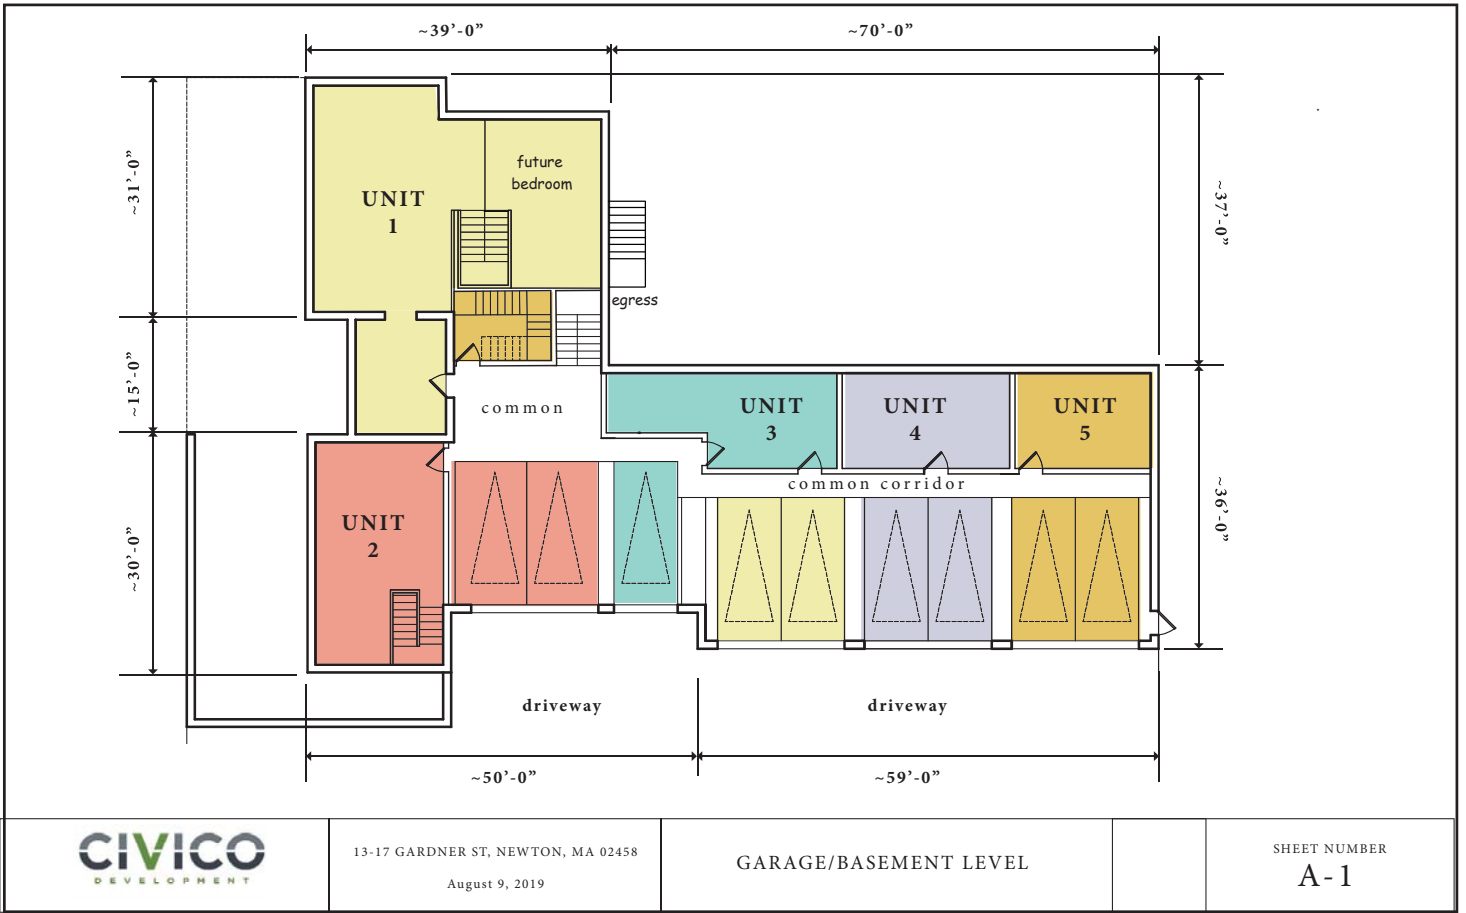 ~39’-0”
~70’-0”
~31’-0”
~37’-0”
future
bedroom
UNIT
1
egress
~15’-0”
common
UNIT
3
UNIT
4
UNIT
5
common corridor
~30’-0”
~36’-0”
UNIT
2
driveway
driveway
~50’-0”
~59’-0”
CIVICO
DEVELOPMENT
13-17 GARDNER ST, NEWTON, MA 02458
August 9, 2019
GARAGE/BASEMENT LEVEL
SHEET NUMBER
A-1